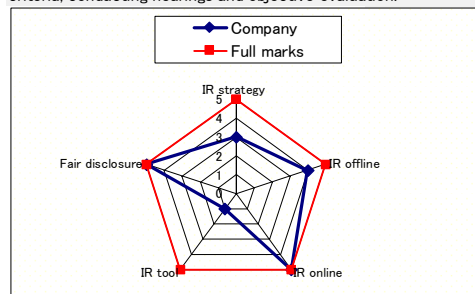 criteria, conducting hearings and objective evaluation.
Company
Full marks
IR strategy
5
4
3
2
1
0
Fair disclosure
IR offline
IR tool
IR online